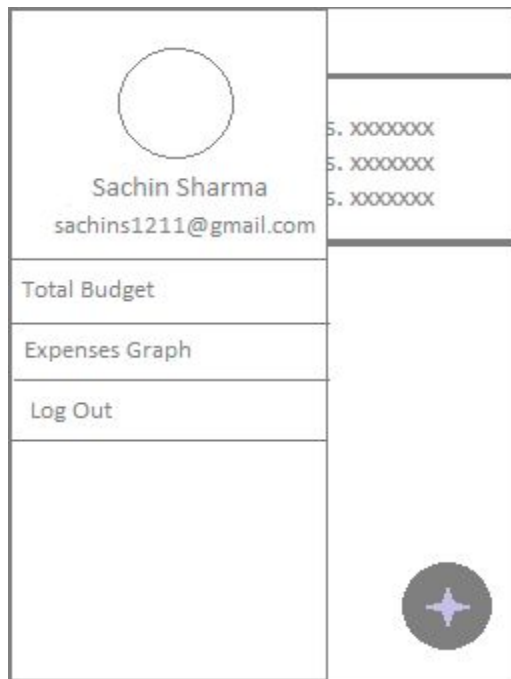 Sachin Sharma
sachins1211@gmail.com
Total Budget
Expenses Graph
Log Out
s. xxxxxxx
s. xxxxxxx
s. xxxxxxx